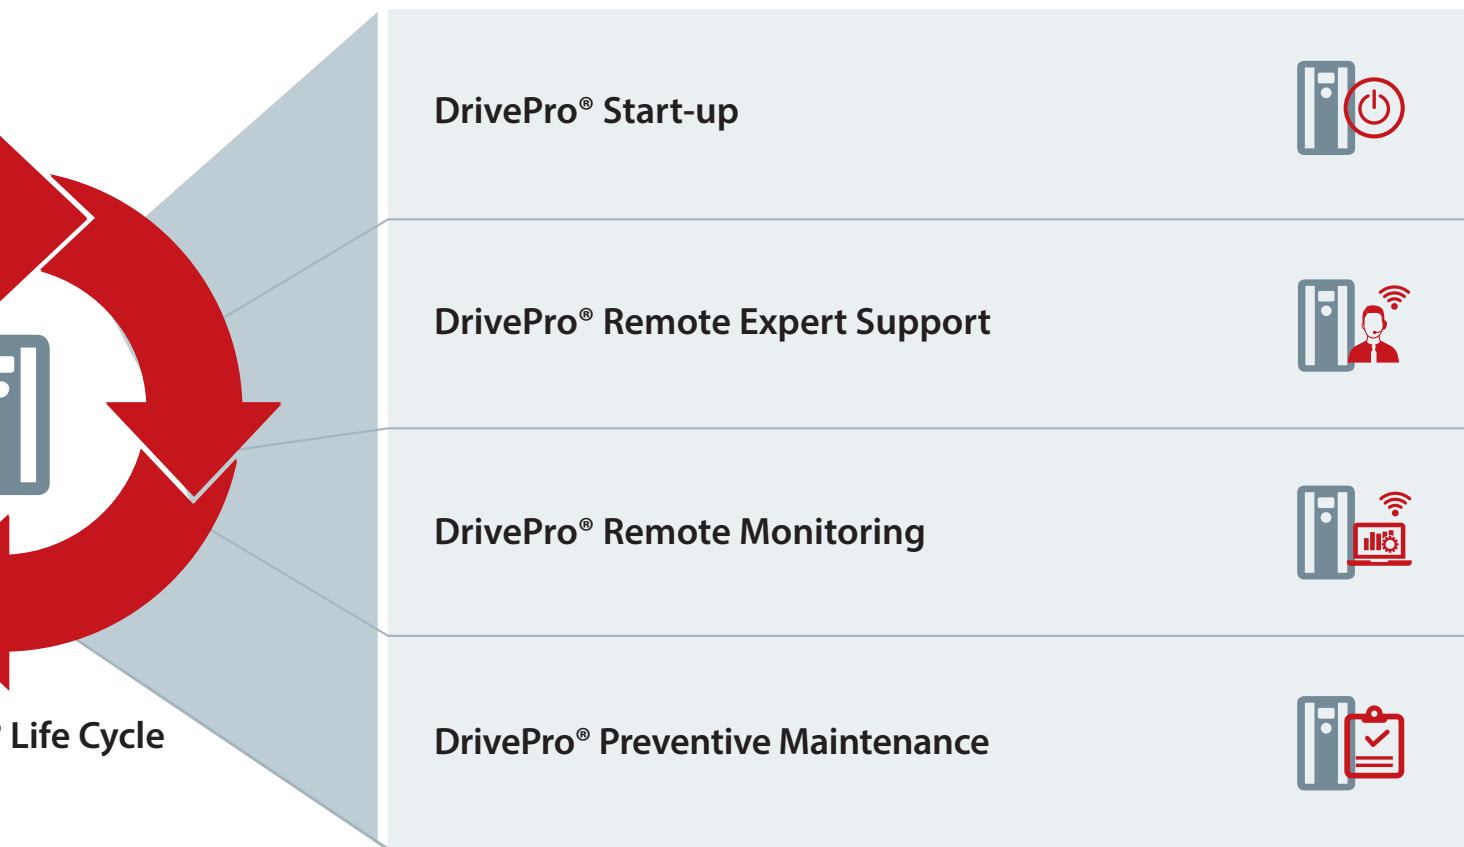 DrivePro® Start-up
DrivePro® Remote Expert Support
DrivePro® Remote Monitoring
DrivePro® Preventive Maintenance
® Life Cycle